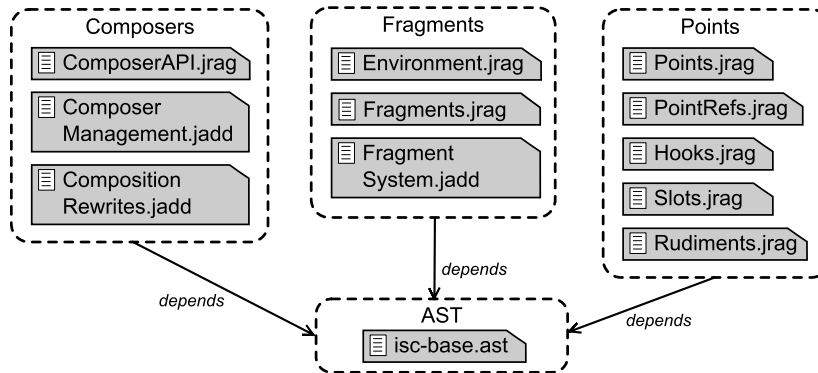 Composers
ComposerAPI.jrag
Composer
Management.jadd
Composition
Rewrites.jadd
Fragments
Environment.jrag
Fragments.jrag
Fragment
System.jadd
Points
Points.jrag
PointRefs.jrag
Hooks.jrag
Slots.jrag
Rudiments.jrag
depends
depends
depends
AST
isc-base.ast